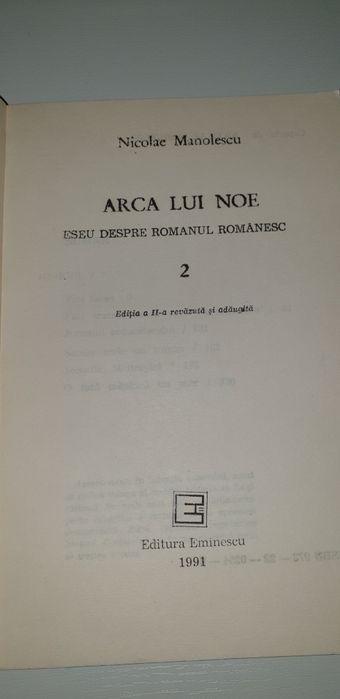 Nicolae Manolescu
ARCA LUI NOE
ESEU DESPRE ROMANUL ROMÂNESC
2
Ediția a II-a revăzută și adăugită
Editura Eminescu
1991